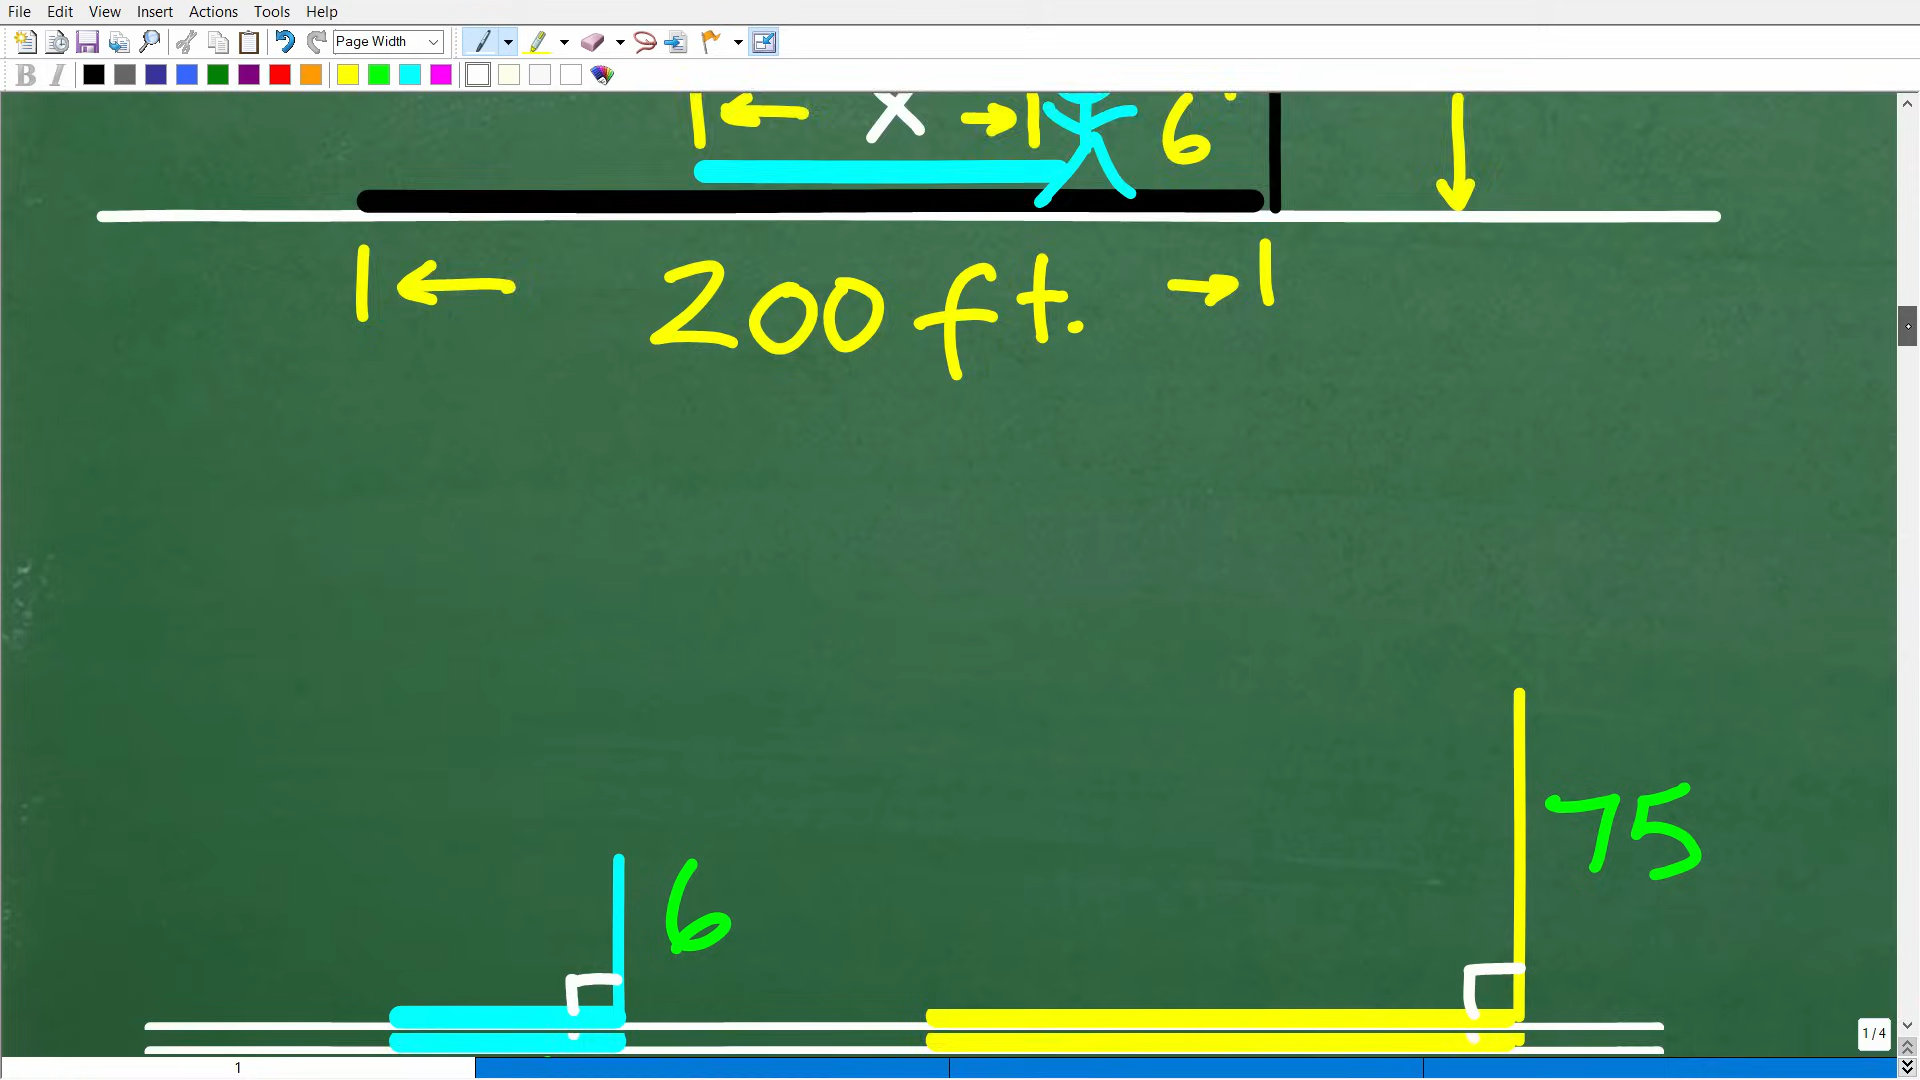 File Edit View Insert Actions Tools Help
Page Width
B I
X 6'
200 ft.
75
6
1 / 4
1